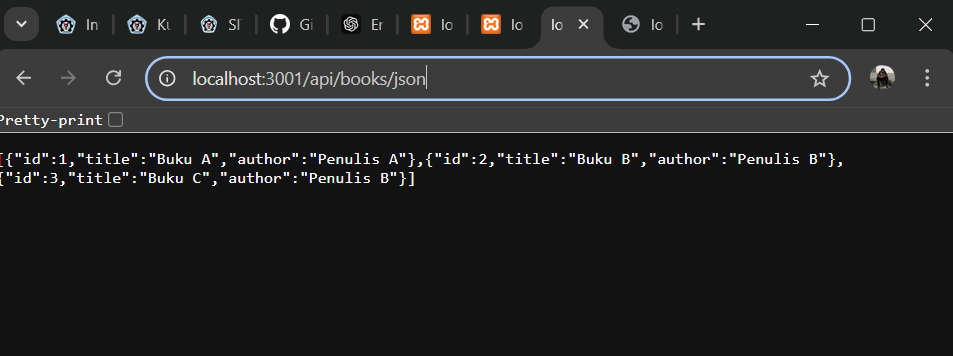 In
Ku
SI
Gi
Er
lo
lo
lo
lo
localhost:3001/api/books/json
Pretty-print
[{"id":1,"title":"Buku A","author":"Penulis A"},{"id":2,"title":"Buku B","author":"Penulis B"},
{"id":3,"title":"Buku C","author":"Penulis B"}]